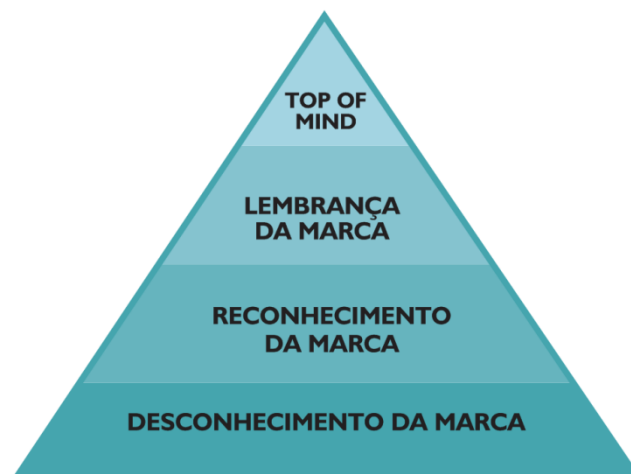 TOP OF
MIND
LEMBRANÇA
DA MARCA
RECONHECIMENTO
DA MARCA
DESCONHECIMENTO DA MARCA